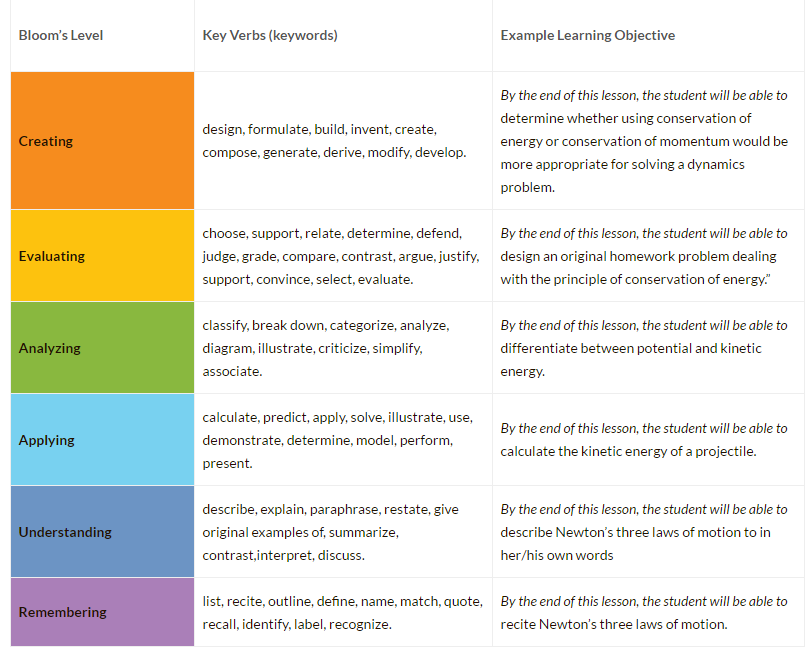 Bloom's Level
Key Verbs (keywords)
Example Learning Objective
Creating
design, formulate, build, invent, create,
compose, generate, derive, modify, develop.
By the end of this lesson, the student will be able to
determine whether using conservation of
energy or conservation of momentum would be
more appropriate for solving a dynamics
problem.
Evaluating
choose, support, relate, determine, defend,
judge, grade, compare, contrast, argue, justify,
support, convince, select, evaluate.
By the end of this lesson, the student will be able to
design an original homework problem dealing
with the principle of conservation of energy.”
Analyzing
classify, break down, categorize, analyze,
diagram, illustrate, criticize, simplify,
associate.
By the end of this lesson, the student will be able to
differentiate between potential and kinetic
energy.
Applying
calculate, predict, apply, solve, illustrate, use,
demonstrate, determine, model, perform,
present.
By the end of this lesson, the student will be able to
calculate the kinetic energy of a projectile.
Understanding
describe, explain, paraphrase, restate, give
original examples of, summarize,
contrast,interpret, discuss.
By the end of this lesson, the student will be able to
describe Newton’s three laws of motion to in
her/his own words
Remembering
list, recite, outline, define, name, match, quote,
recall, identify, label, recognize.
By the end of this lesson, the student will be able to
recite Newton’s three laws of motion.